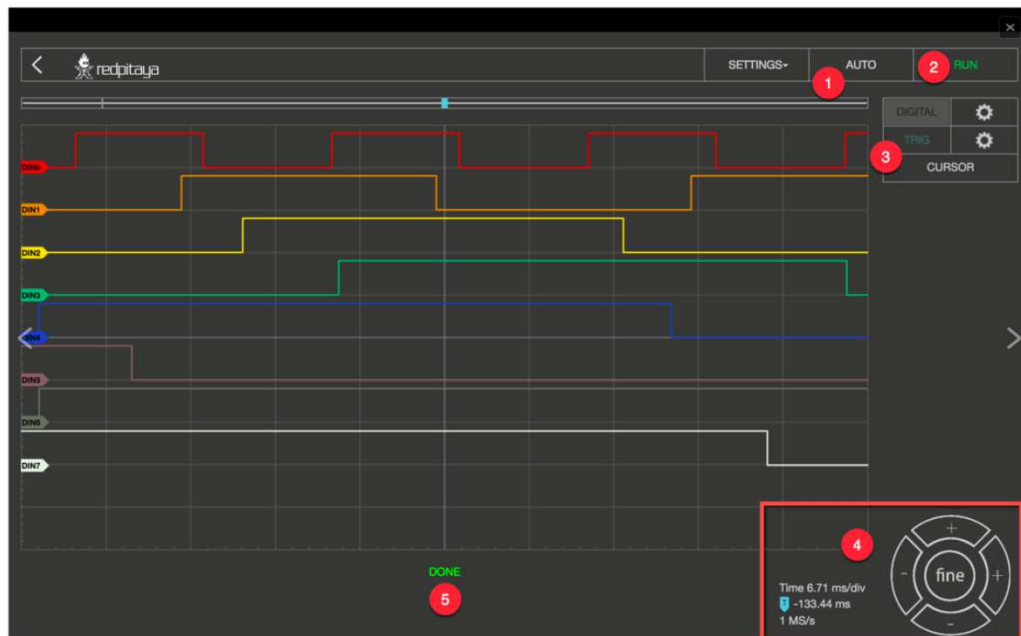 redpitaya
SETTINGS
AUTO
RUN
1
2
DIGITAL
TRIG
3
CURSOR
DIN0
DIN1
DIN2
DIN3
DIN4
DIN5
DIN6
DIN7
DONE
5
4
Time 6.71 ms/div
T -133.44 ms
1 MS/s
+
- fine +
-